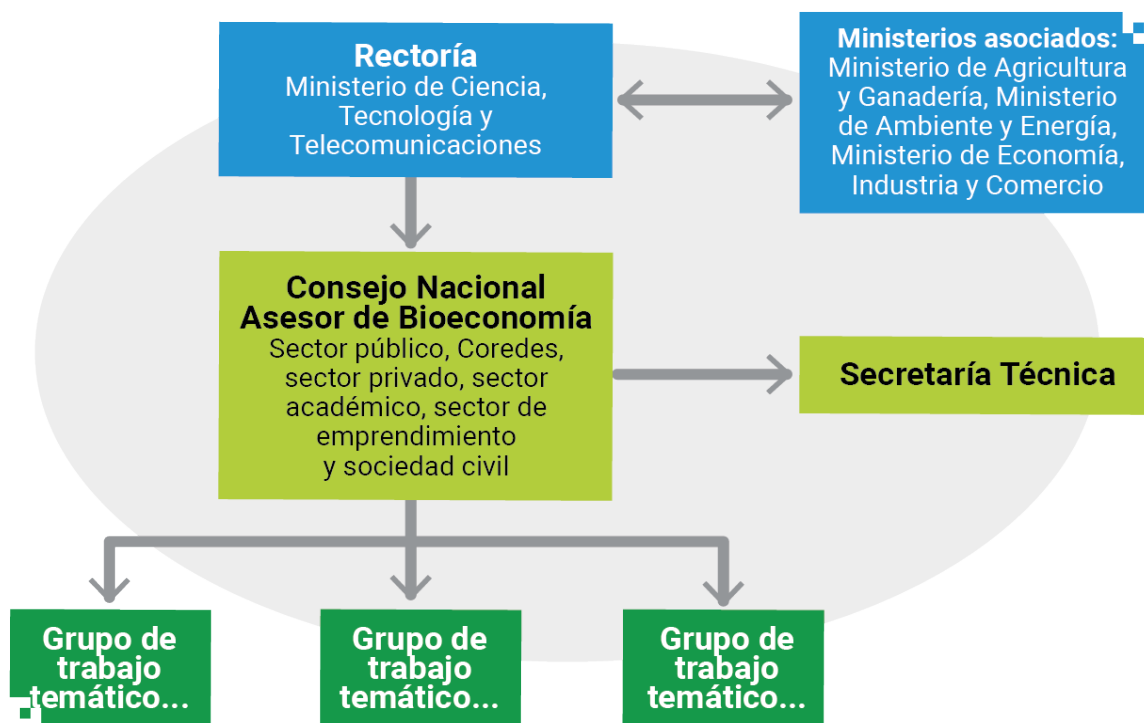 Rectoría
Ministerio de Ciencia,
Tecnología y
Telecomunicaciones
Ministerios asociados:
Ministerio de Agricultura
y Ganadería, Ministerio
de Ambiente y Energía,
Ministerio de Economía,
Industria y Comercio
Consejo Nacional
Asesor de Bioeconomía
Sector público, Coredes,
sector privado, sector
académico, sector de
emprendimiento
y sociedad civil
Secretaría Técnica
Grupo de
trabajo
temático...
Grupo de
trabajo
temático...
Grupo de
trabajo
temático...